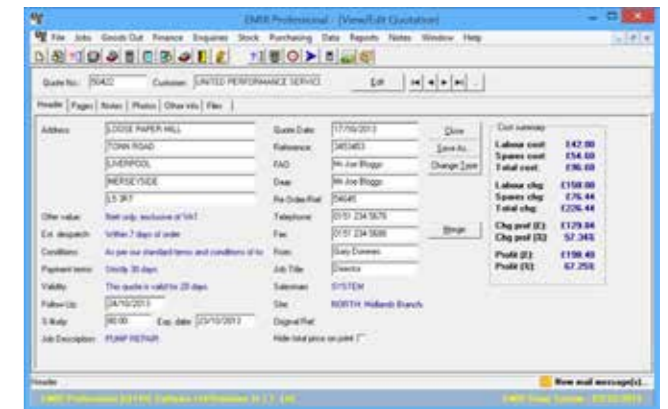 EMIR Professional - [View/Edit Quotation]
File Jobs Goods Out Finance Enquiries Stock Purchasing Data Reports Notes Window Help
Quote No.: 50422 Customer: UNITED PERFORMANCE SERVICE Edit
Header Pages Notes Photos Other info Files
Address: LOOSE PAPER MILL Quote Date: 17/10/2013 Close Cost summary
TOWN ROAD Reference: 3453453 Save As Labour cost: £42.00
LIVERPOOL FAO: Mr Joe Bloggs Change Type Spares cost: £54.60
MERSEYSIDE Dear: Mr Joe Bloggs Total cost: £96.60
L5 3R7 Re Order/Ref: 54645 Labour chg: £150.00
Offer value: Nett only, exclusive of VAT Telephone: 0151 234 5678 Spares chg: £76.44
Est. despatch: Within 7 days of order Fax: 0151 234 5686 Merge Total chg: £226.44
Conditions: As per our standard terms and conditions of From: Gary Downes Chg prof (£): £129.84
Payment terms: Strictly 30 days Job Title: Director Chg prof (%): 57.34%
Validity: This quote is valid for 28 days Salesman: SYSTEM Profit (£):
Follow Up: 24/10/2013 Site: NORTH: Midlands Branch Profit (%): 67.25%
% likely: 80.00 Exp. date: 23/10/2013 Original Ref:
Job Description: PUMP REPAIR Hide total price on print
Header New mail message(s)...
EMIR Professional